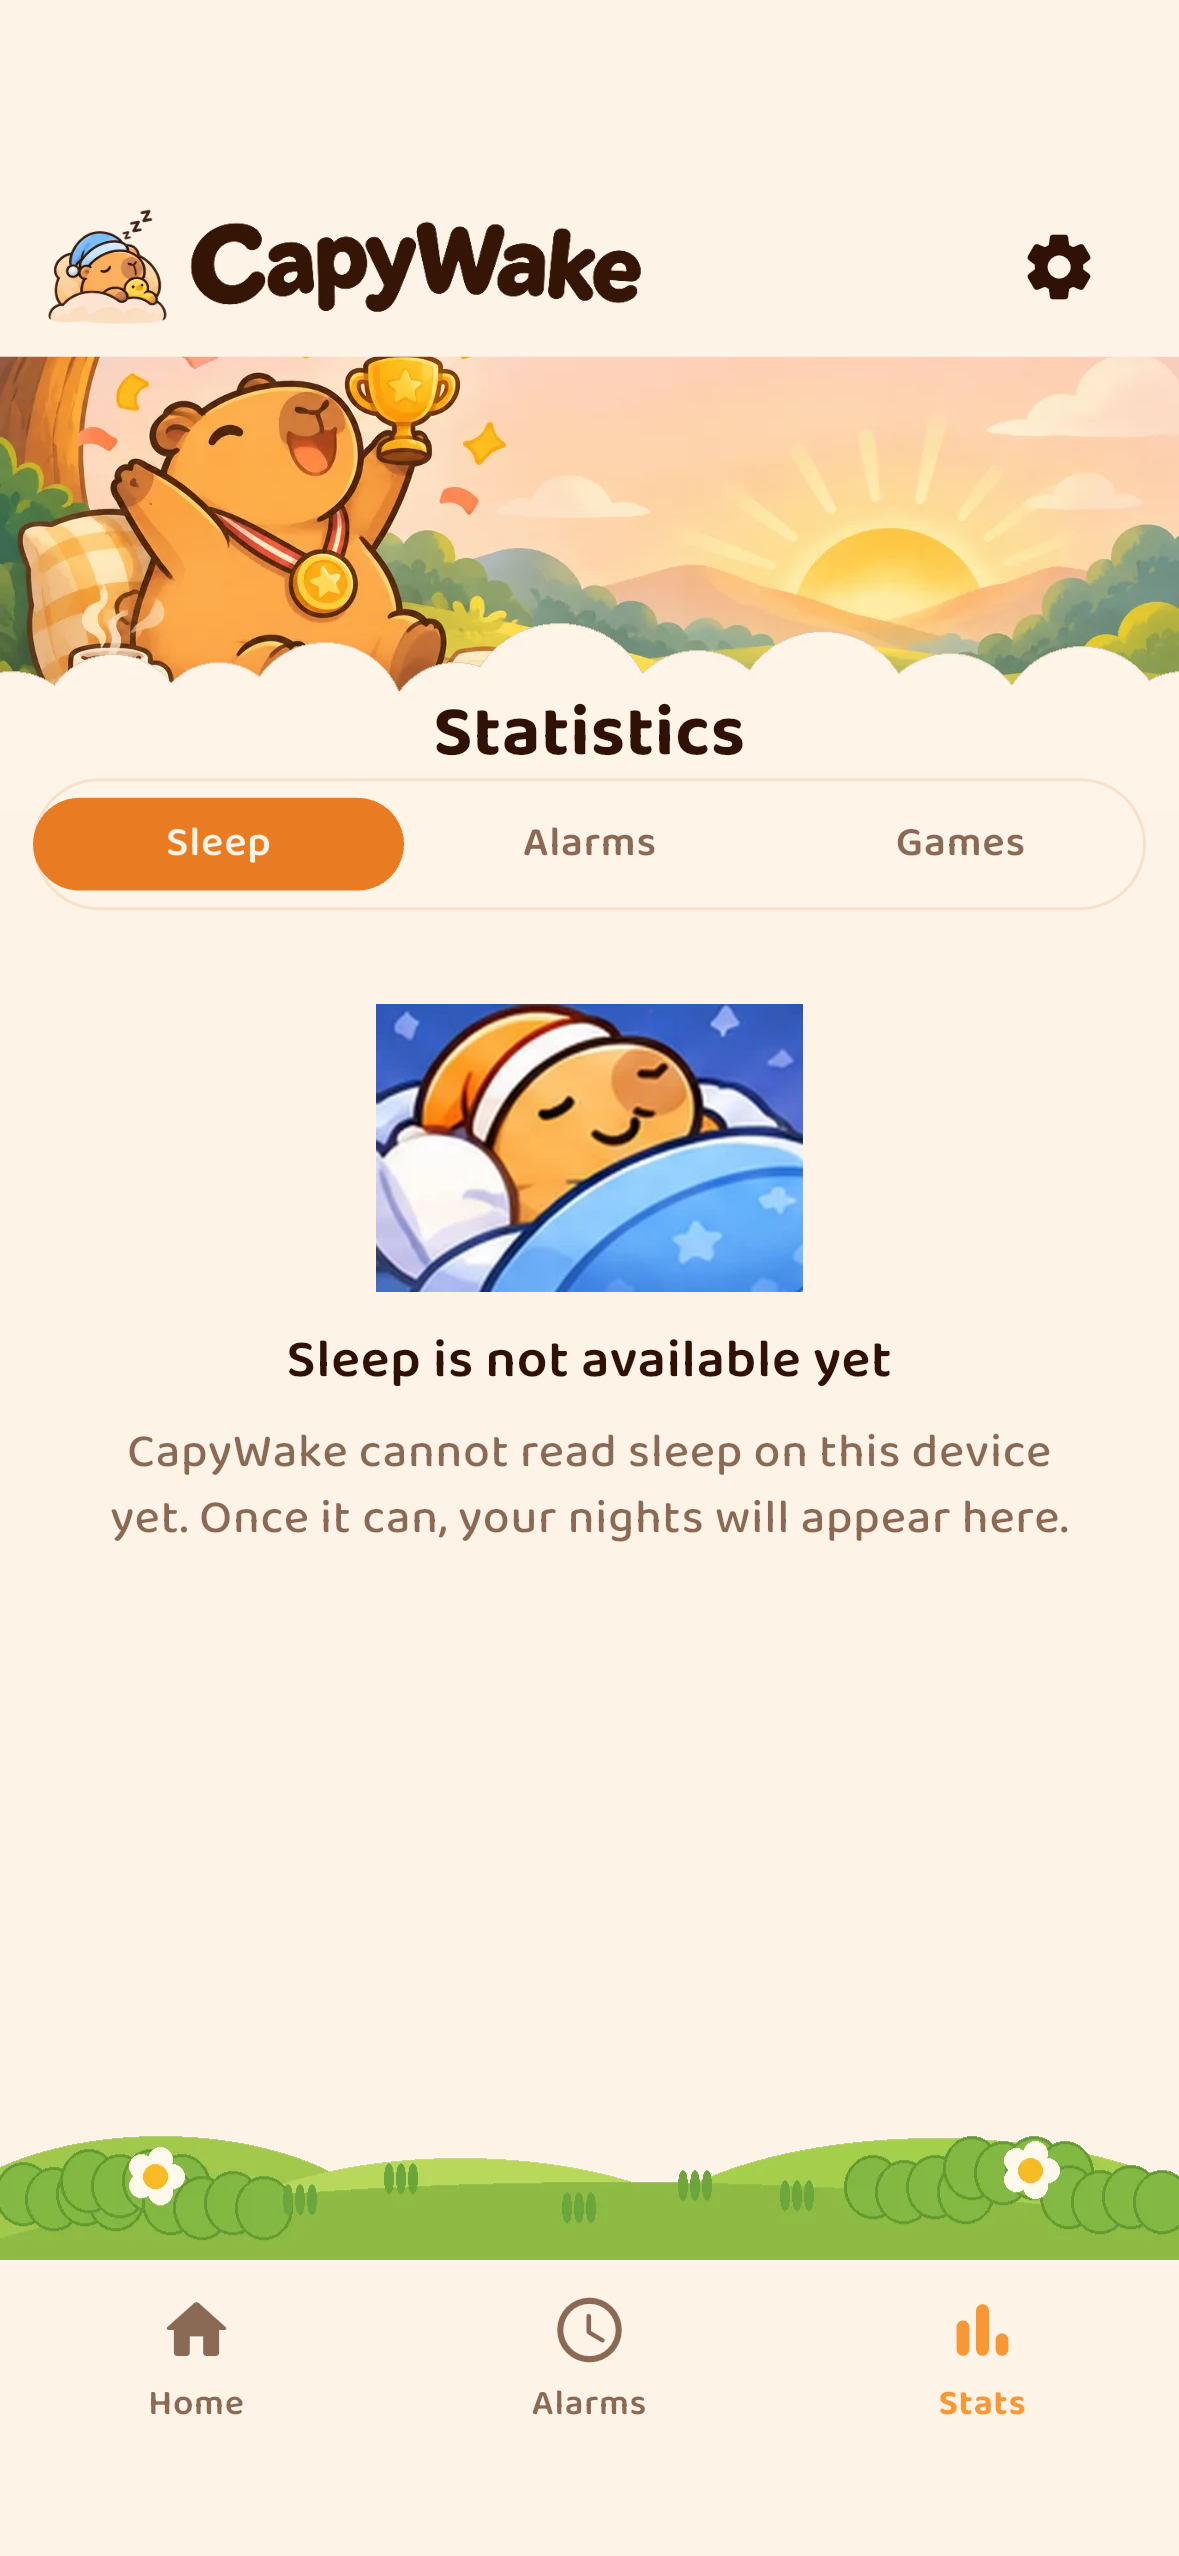 zzz
CapyWake
Statistics
Sleep
Alarms
Games
Sleep is not available yet
CapyWake cannot read sleep on this device
yet. Once it can, your nights will appear here.
Home
Alarms
Stats